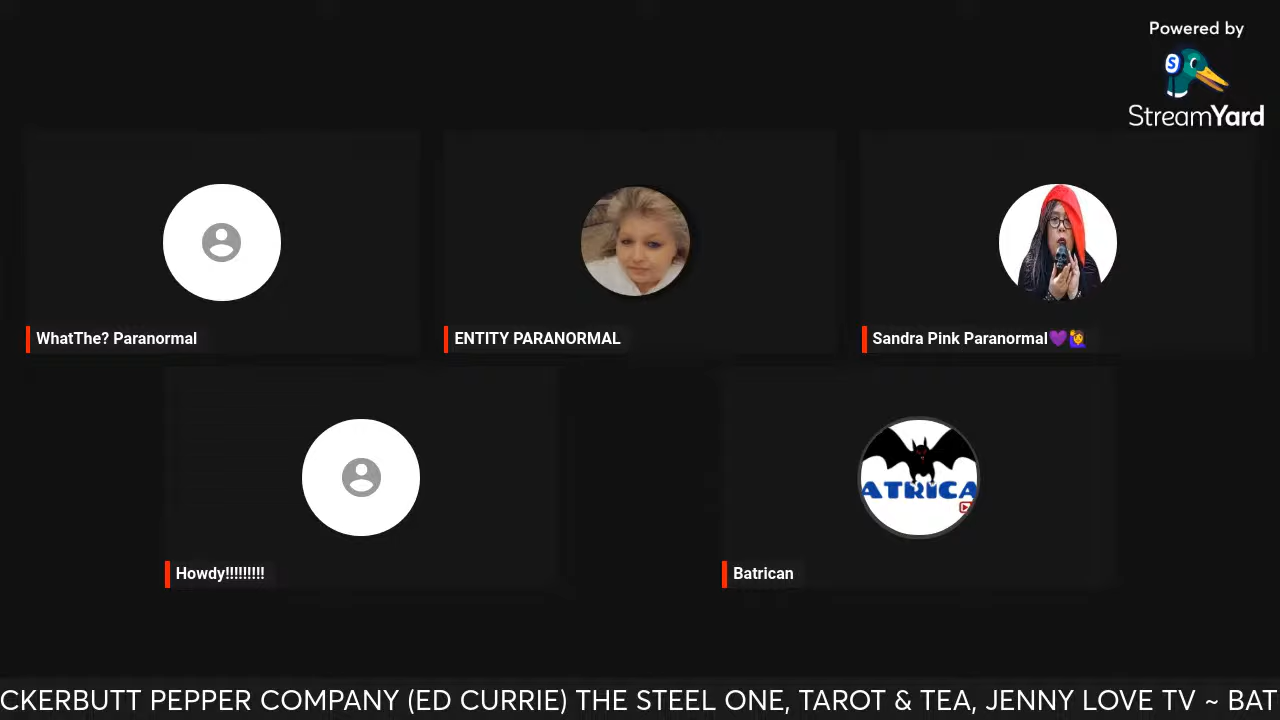 Powered by
S
StreamYard
WhatThe? Paranormal
ENTITY PARANORMAL
Sandra Pink Paranormal💜🙋‍♀️
ATRICA
Howdy!!!!!!!!!
Batrican
CKERBUTT PEPPER COMPANY (ED CURRIE) THE STEEL ONE, TAROT & TEA, JENNY LOVE TV ~ BAT